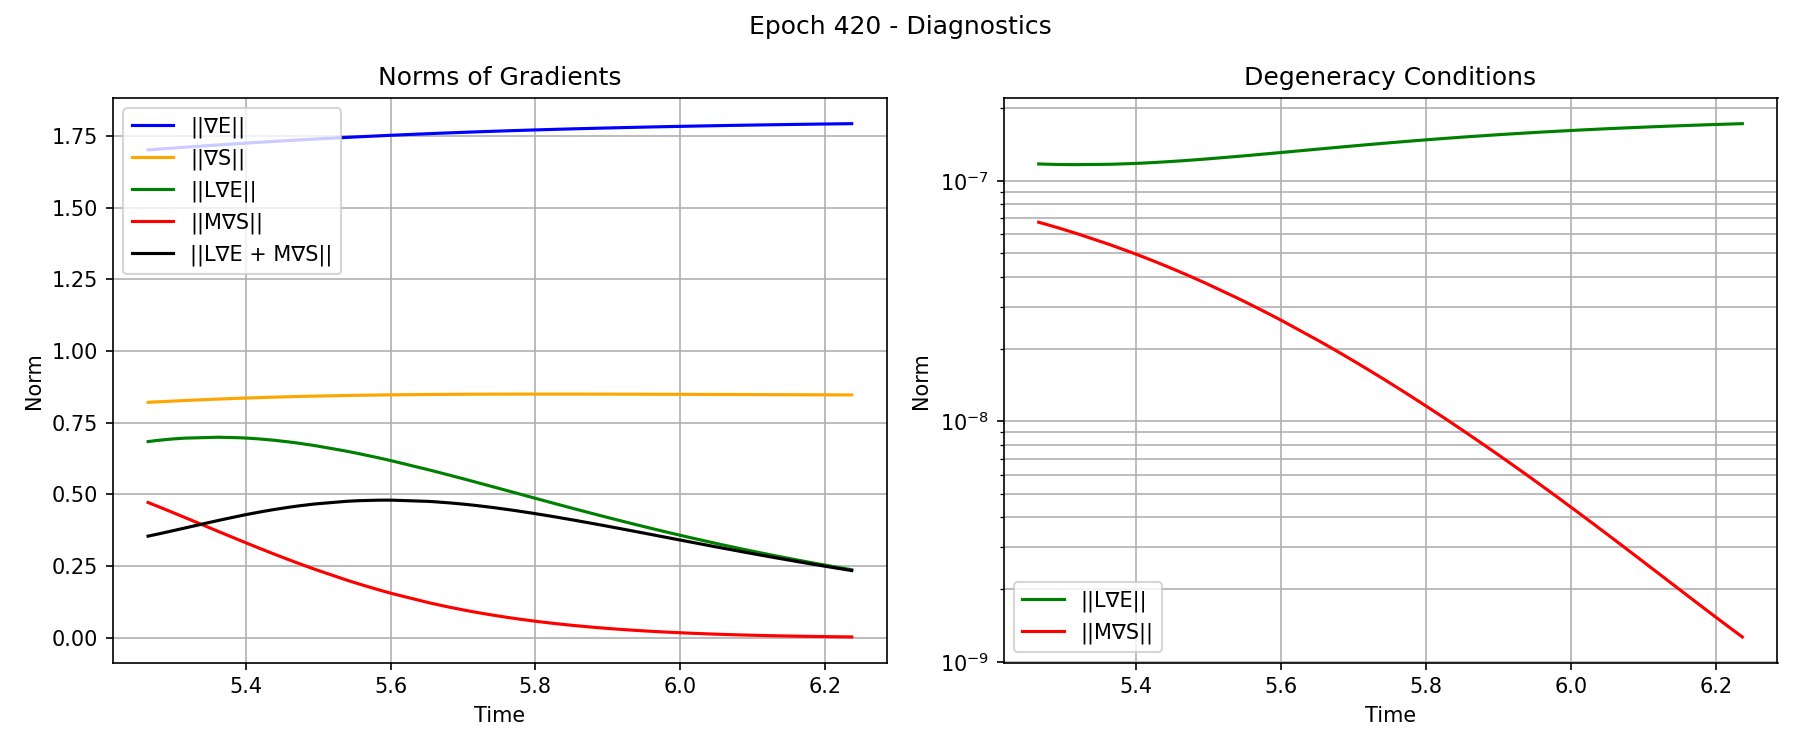 Epoch 420 - Diagnostics
Norms of Gradients
||∇E||
||∇S||
||L∇E||
||M∇S||
||L∇E + M∇S||
1.75
1.50
1.25
1.00
0.75
0.50
0.25
0.00
Norm
5.4 5.6 5.8 6.0 6.2
Time
Degeneracy Conditions
10⁻⁷
10⁻⁸
10⁻⁹
Norm
||L∇E||
||M∇S||
5.4 5.6 5.8 6.0 6.2
Time